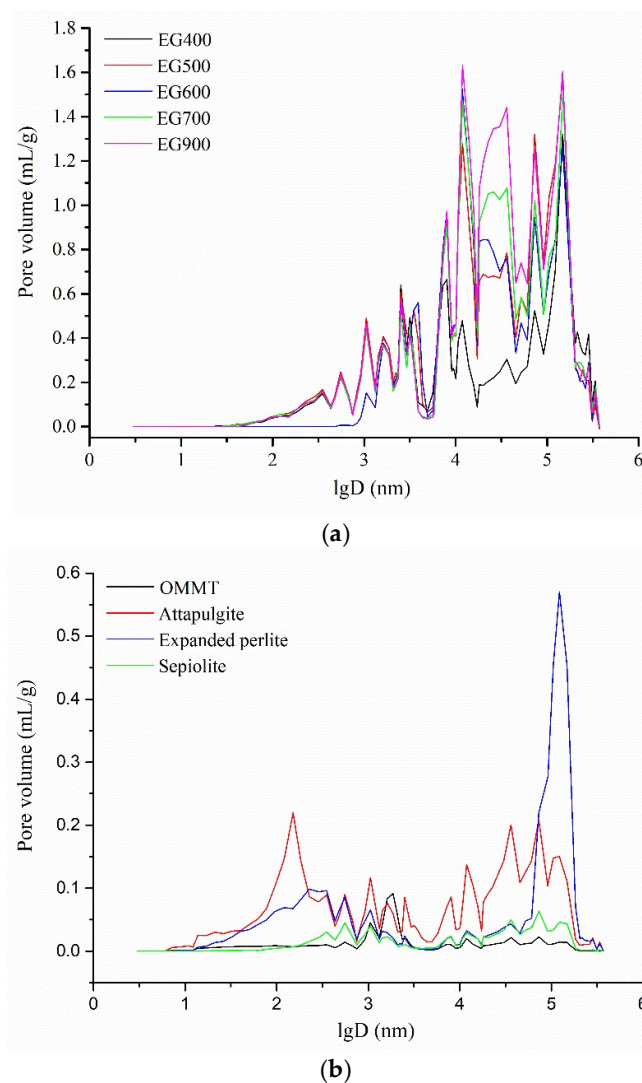 EG400
EG500
EG600
EG700
EG900
Pore volume (mL/g)
1.8
1.6
1.4
1.2
1.0
0.8
0.6
0.4
0.2
0.0
0 1 2 3 4 5 6
lgD (nm)
(a)
OMMT
Attapulgite
Expanded perlite
Sepiolite
Pore volume (mL/g)
0.6
0.5
0.4
0.3
0.2
0.1
0.0
0 1 2 3 4 5 6
lgD (nm)
(b)